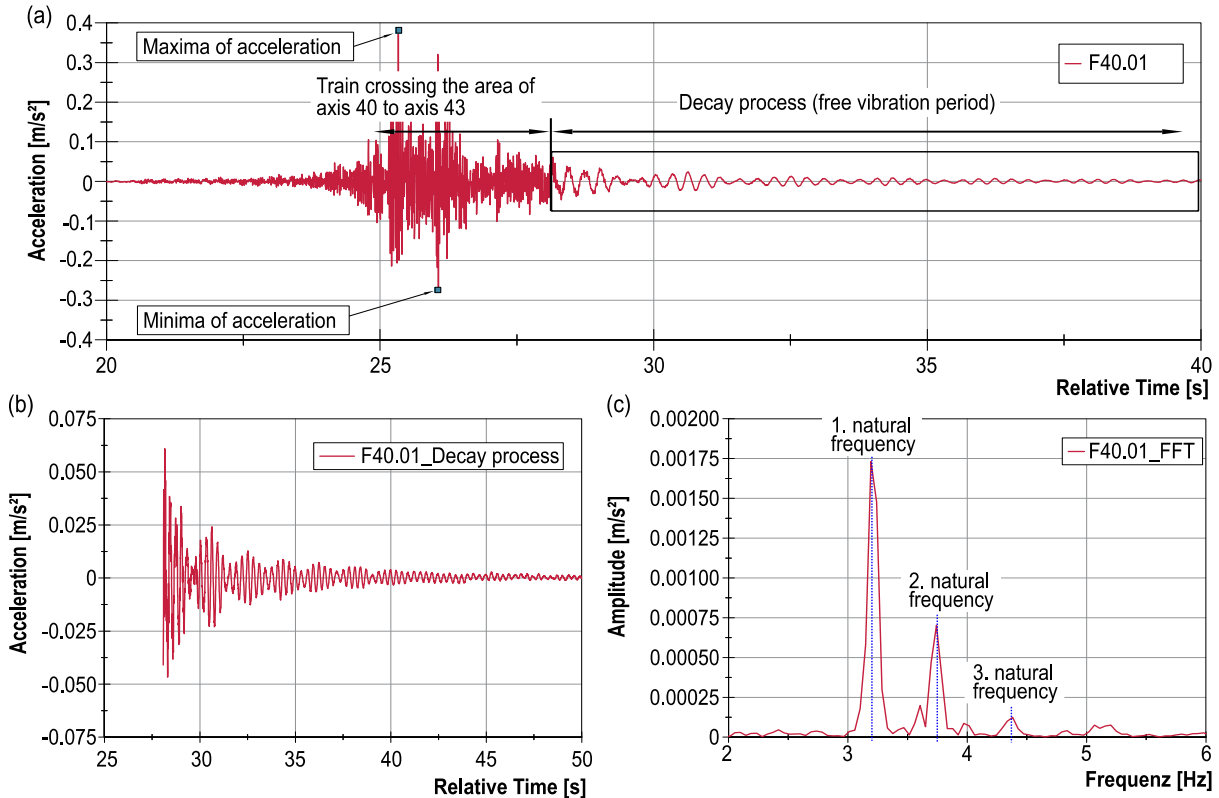 (a)
0.4
0.3
0.2
0.1
0
-0.1
-0.2
-0.3
-0.4
Acceleration [m/s²]
Maxima of acceleration
Train crossing the area of
axis 40 to axis 43
Decay process (free vibration period)
F40.01
Minima of acceleration
20
25
30
35
40
Relative Time [s]
(b)
0.075
0.050
0.025
0
-0.025
-0.050
-0.075
Acceleration [m/s²]
F40.01_Decay process
25
30
35
40
45
50
Relative Time [s]
(c)
0.00200
0.00175
0.00150
0.00125
0.00100
0.00075
0.00050
0.00025
0
Amplitude [m/s²]
1. natural
frequency
F40.01_FFT
2. natural
frequency
3. natural
frequency
2
3
4
5
6
Frequenz [Hz]